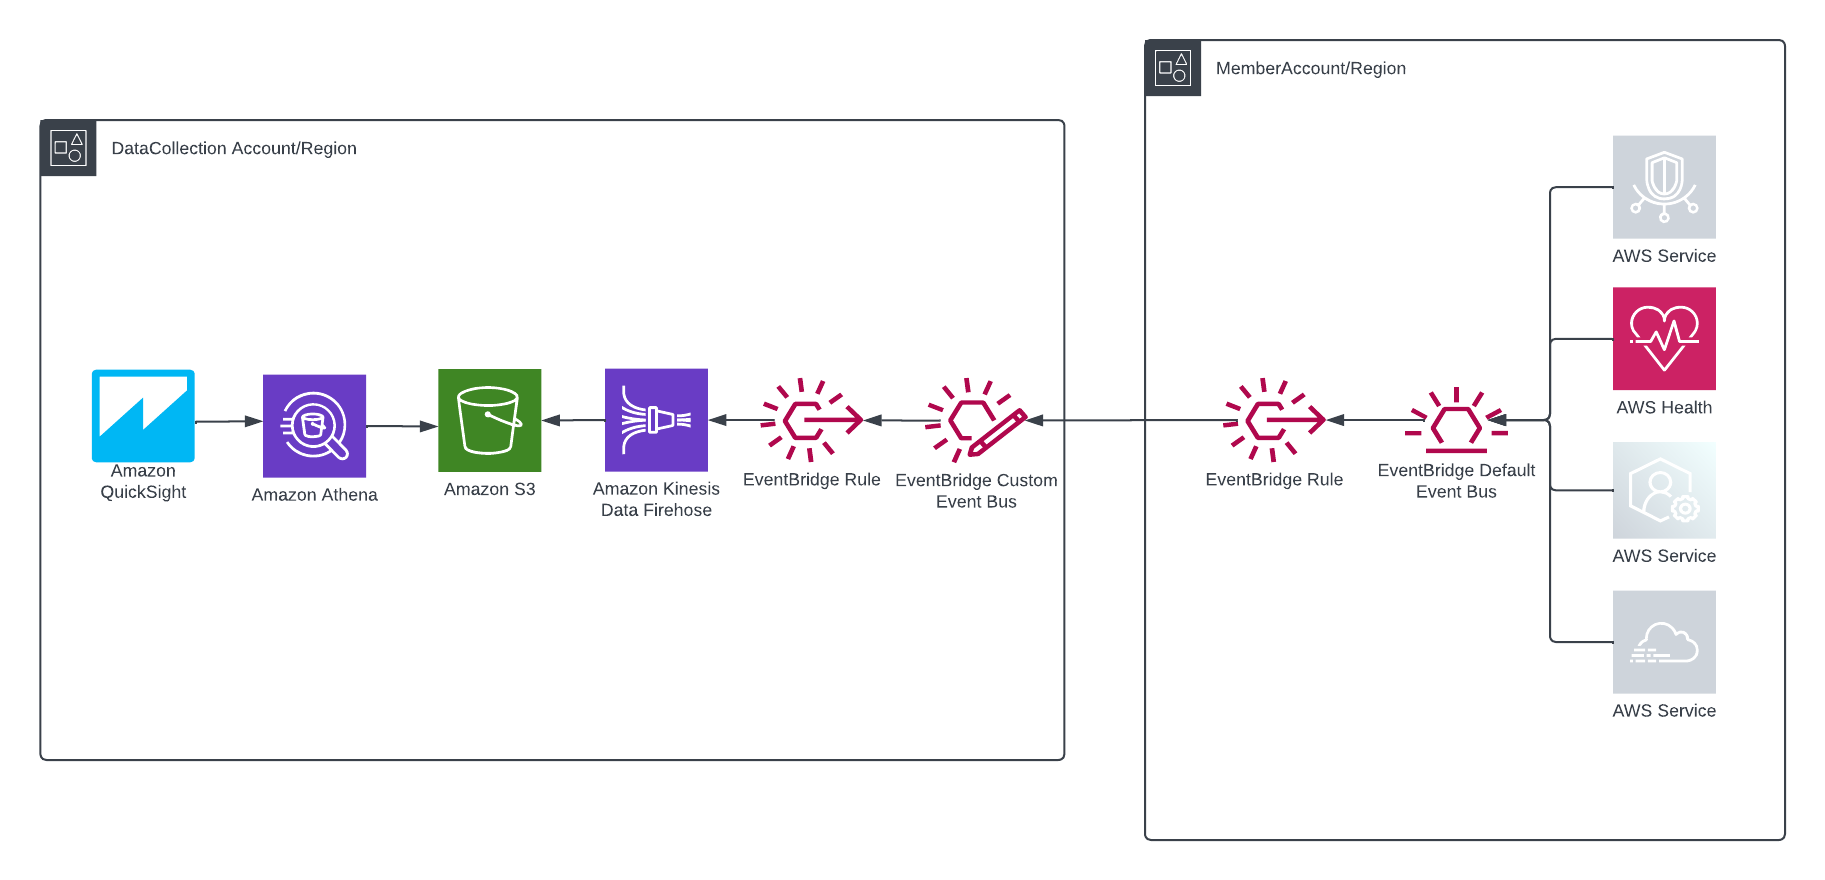 MemberAccount/Region
DataCollection Account/Region
AWS Service
AWS Health
Amazon
QuickSight
Amazon Athena
Amazon S3
Amazon Kinesis
Data Firehose
EventBridge Rule
EventBridge Custom
Event Bus
EventBridge Rule
EventBridge Default
Event Bus
AWS Service
AWS Service